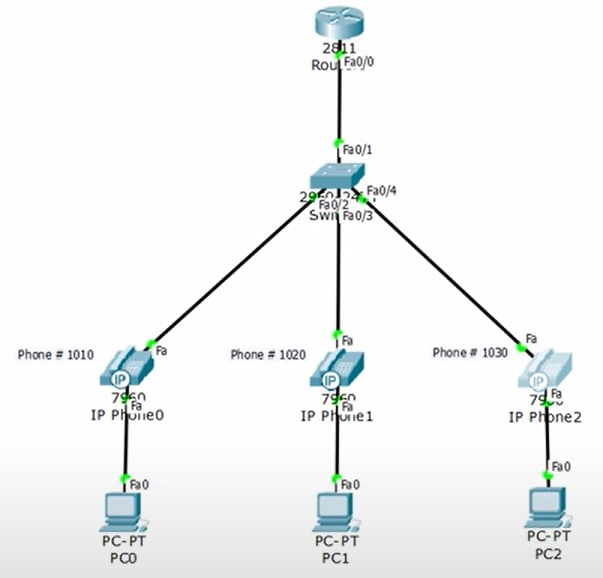 2811
Fa0/0
Fa0/1
Fa0/4
Fa0/2
Fa0/3
Phone # 1010
Fa
Phone # 1020
Fa
Phone # 1030
Fa
7960
Fa
IP Phone0
7960
Fa
IP Phone1
Fa
IP Phone2
Fa0
PC-PT
PC0
Fa0
PC-PT
PC1
Fa0
PC-PT
PC2